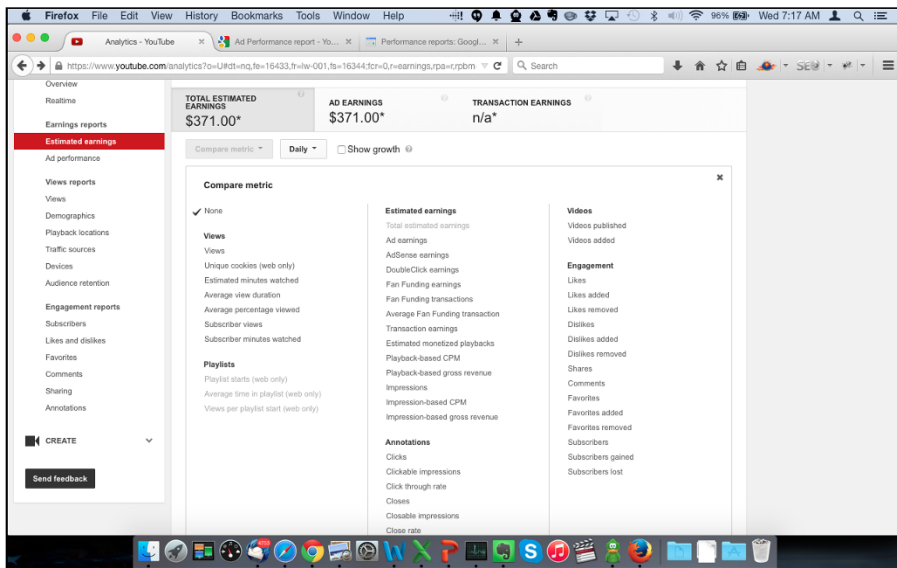 Firefox File Edit View History Bookmarks Tools Window Help 96% Wed 7:17 AM
Analytics - YouTube × Ad Performance report - Yo... × Performance reports: Googl... × +
https://www.youtube.com/analytics?o=U#dt=nq,fe=16433,fr=lw-001,fs=16344;fcr=0,r=earnings,rpa=r,rpbm Search
Overview
Realtime
Earnings reports
Estimated earnings
Ad performance
Views reports
Views
Demographics
Playback locations
Traffic sources
Devices
Audience retention
Engagement reports
Subscribers
Likes and dislikes
Favorites
Comments
Sharing
Annotations
CREATE
Send feedback
TOTAL ESTIMATED
EARNINGS
$371.00*
AD EARNINGS
$371.00*
TRANSACTION EARNINGS
n/a*
Compare metric Daily Show growth
Compare metric
None
Views
Views
Unique cookies (web only)
Estimated minutes watched
Average view duration
Average percentage viewed
Subscriber views
Subscriber minutes watched
Playlists
Playlist starts (web only)
Average time in playlist (web only)
Views per playlist start (web only)
Estimated earnings
Total estimated earnings
Ad earnings
AdSense earnings
DoubleClick earnings
Fan Funding earnings
Fan Funding transactions
Average Fan Funding transaction
Transaction earnings
Estimated monetized playbacks
Playback-based CPM
Playback-based gross revenue
Impressions
Impression-based CPM
Impression-based gross revenue
Annotations
Clicks
Clickable impressions
Click through rate
Closes
Closable impressions
Close rate
Videos
Videos published
Videos added
Engagement
Likes
Likes added
Likes removed
Dislikes
Dislikes added
Dislikes removed
Shares
Comments
Favorites
Favorites added
Favorites removed
Subscribers
Subscribers gained
Subscribers lost